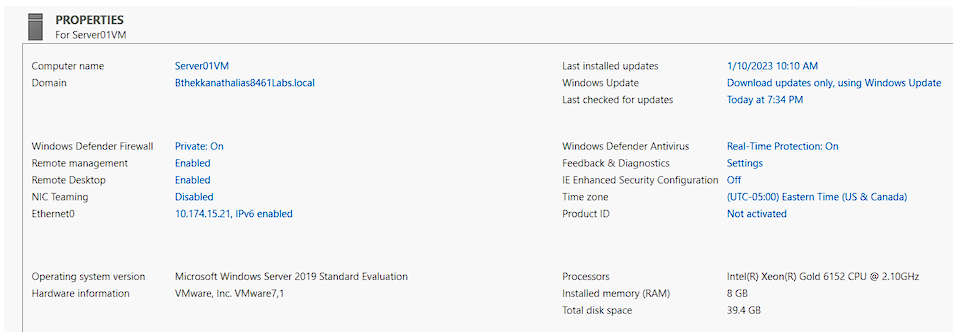 PROPERTIES
For Server01VM
Computer name Server01VM Last installed updates 1/10/2023 10:10 AM
Domain Bthekkanathalias8461Labs.local Windows Update Download updates only, using Windows Update
Last checked for updates Today at 7:34 PM
Windows Defender Firewall Private: On Windows Defender Antivirus Real-Time Protection: On
Remote management Enabled Feedback & Diagnostics Settings
Remote Desktop Enabled IE Enhanced Security Configuration Off
NIC Teaming Disabled Time zone (UTC-05:00) Eastern Time (US & Canada)
Ethernet0 10.174.15.21, IPv6 enabled Product ID Not activated
Operating system version Microsoft Windows Server 2019 Standard Evaluation Processors Intel(R) Xeon(R) Gold 6152 CPU @ 2.10GHz
Hardware information VMware, Inc. VMware7,1 Installed memory (RAM) 8 GB
Total disk space 39.4 GB